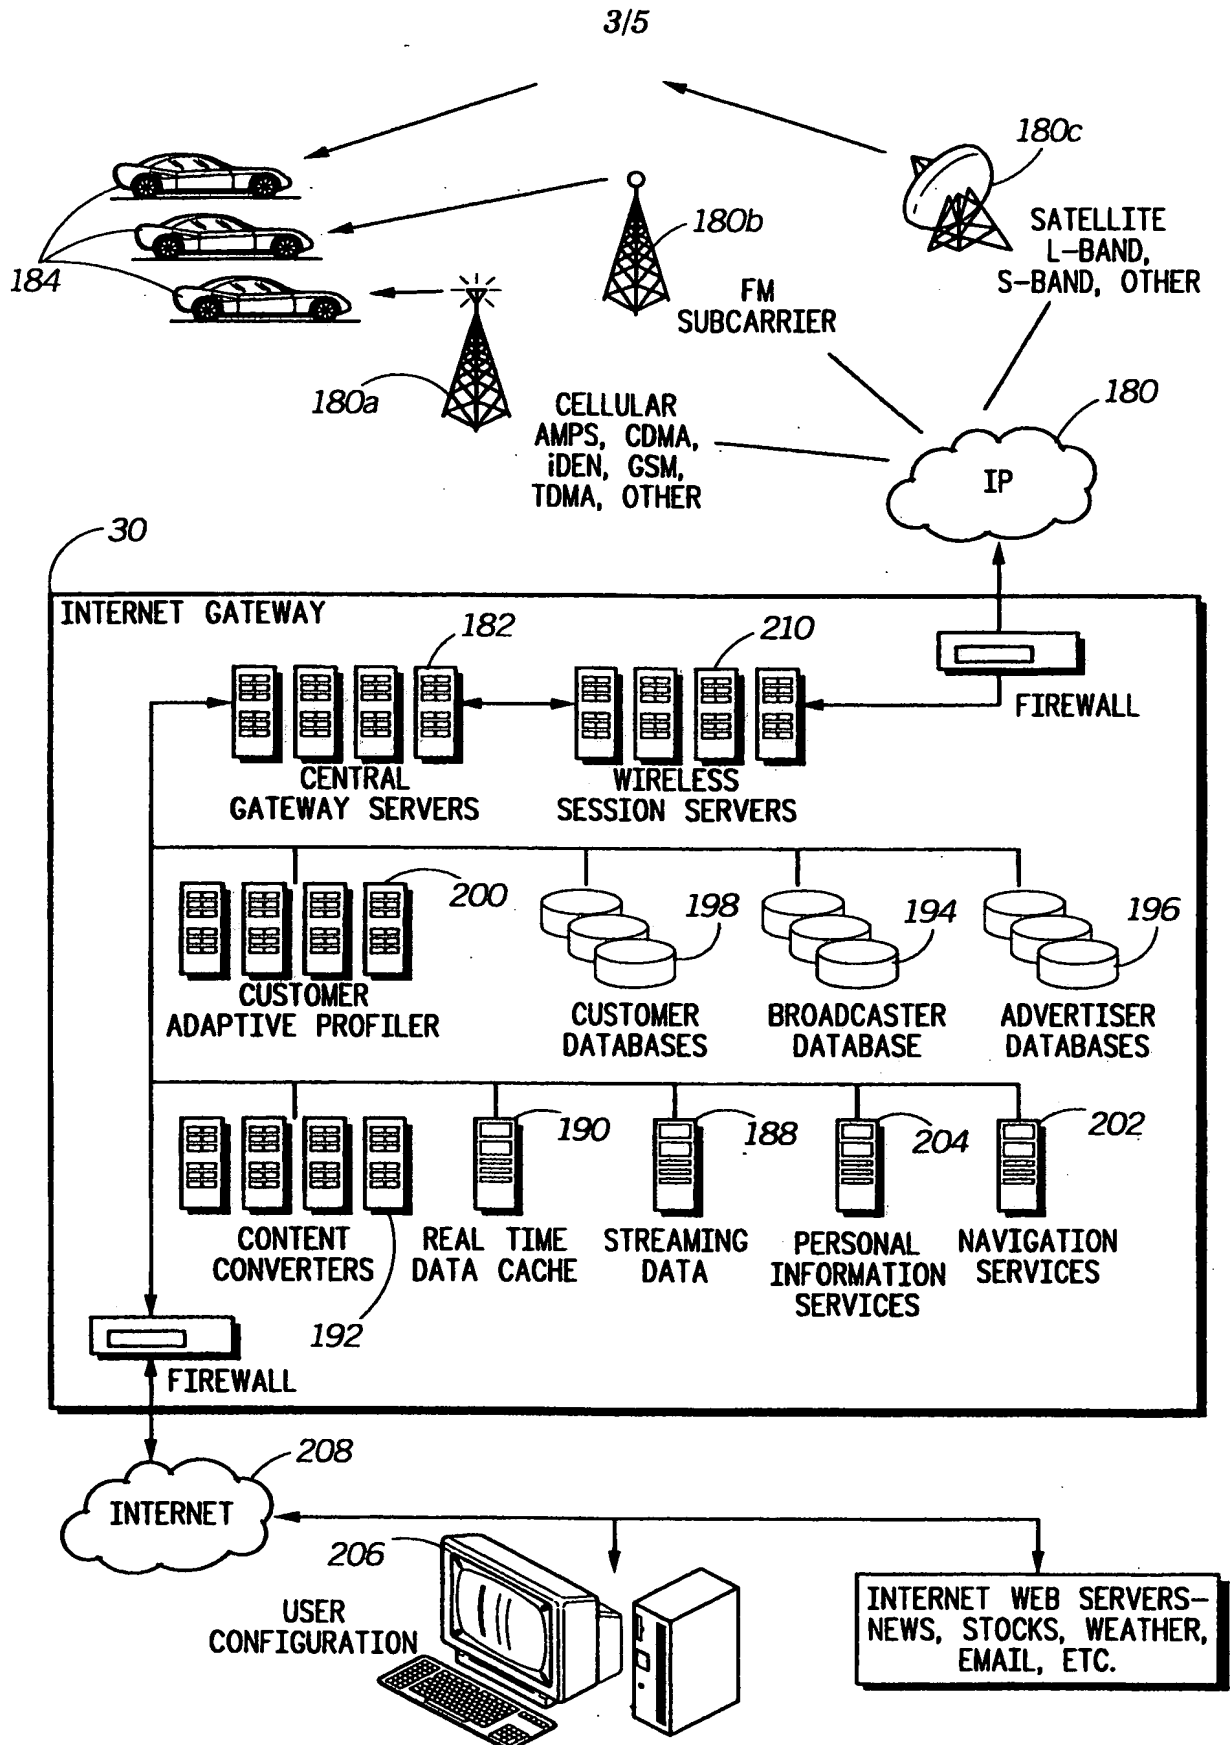 3/5
180c
SATELLITE
L-BAND,
S-BAND, OTHER
184
180b
FM
SUBCARRIER
180a
CELLULAR
AMPS, CDMA,
iDEN, GSM,
TDMA, OTHER
180
IP
30
INTERNET GATEWAY
182
210
FIREWALL
CENTRAL
GATEWAY SERVERS
WIRELESS
SESSION SERVERS
200
198
194
196
CUSTOMER
ADAPTIVE PROFILER
CUSTOMER
DATABASES
BROADCASTER
DATABASE
ADVERTISER
DATABASES
190
188
204
202
CONTENT
CONVERTERS
REAL TIME
DATA CACHE
STREAMING
DATA
PERSONAL
INFORMATION
SERVICES
NAVIGATION
SERVICES
192
FIREWALL
208
INTERNET
206
USER
CONFIGURATION
INTERNET WEB SERVERS-
NEWS, STOCKS, WEATHER,
EMAIL, ETC.